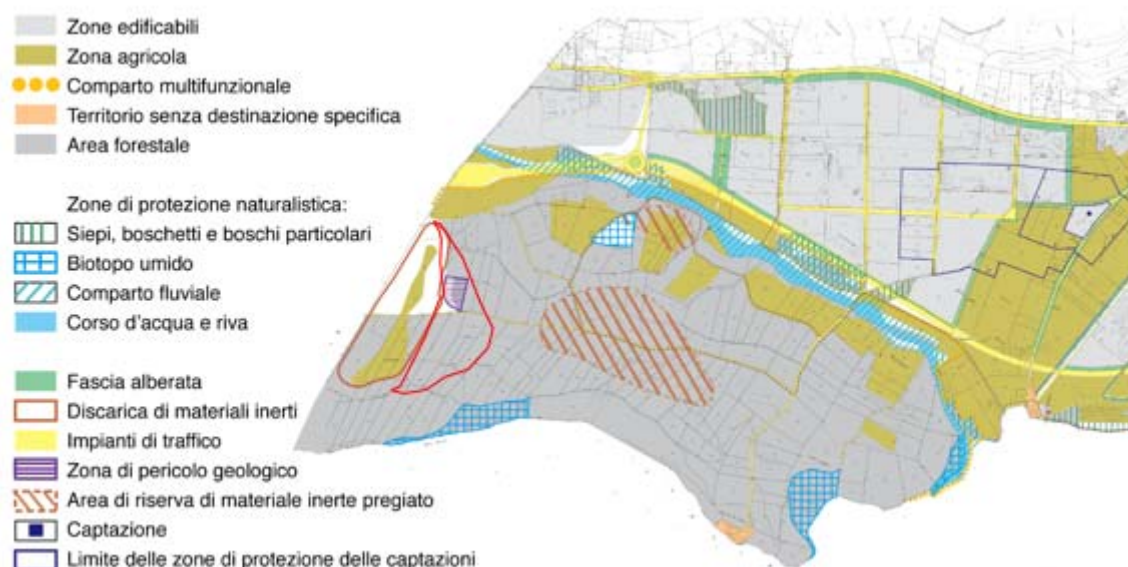 Zone edificabili
Zona agricola
Comparto multifunzionale
Territorio senza destinazione specifica
Area forestale
Zone di protezione naturalistica:
Siepi, boschetti e boschi particolari
Biotopo umido
Comparto fluviale
Corso d'acqua e riva
Fascia alberata
Discarica di materiali inerti
Impianti di traffico
Zona di pericolo geologico
Area di riserva di materiale inerte pregiato
Captazione
Limite delle zone di protezione delle captazioni